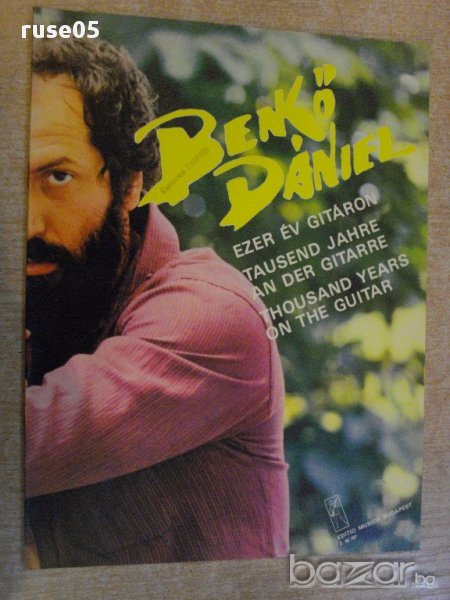 ruse05
BENKŐ
DÁNIEL
EZER ÉV GITÁRON
TAUSEND JAHRE
AN DER GITARRE
THOUSAND YEARS
ON THE GUITAR
EDITIO MUSICA BUDAPEST
bazar.bg